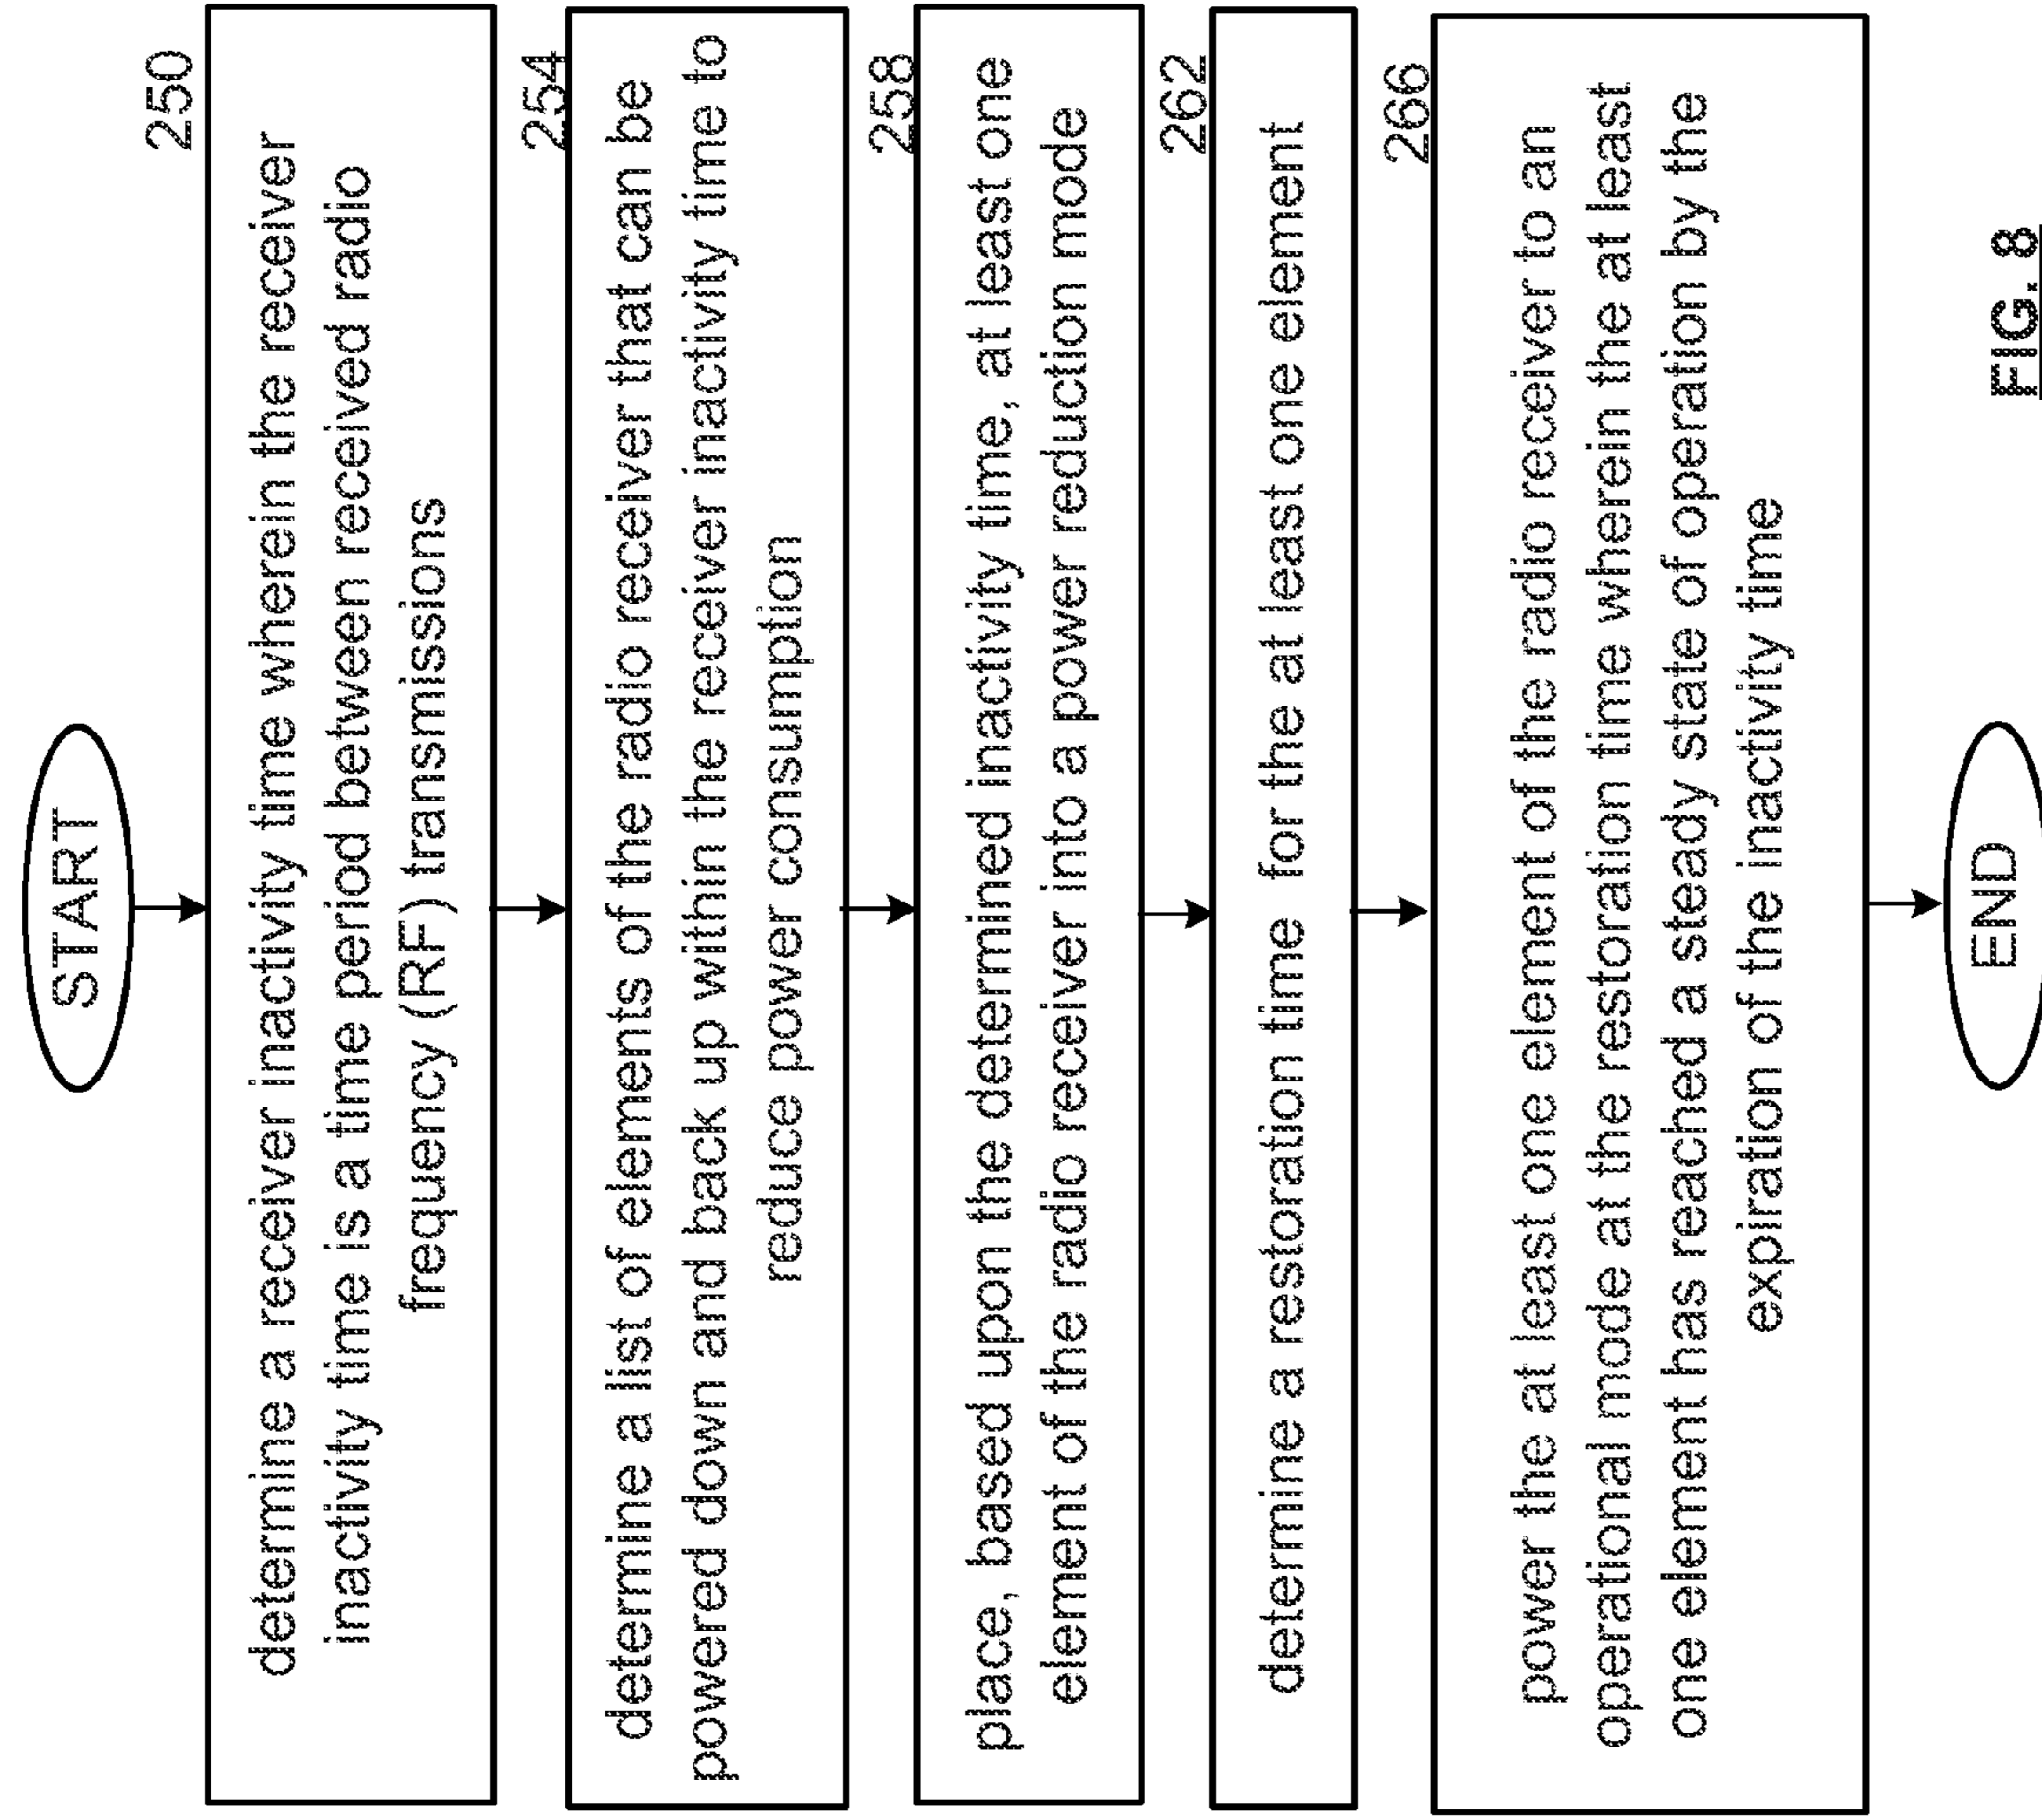 START
250
determine a receiver inactivity time wherein the receiver
inactivity time is a time period between received radio
frequency (RF) transmissions
254
determine a list of elements of the radio receiver that can be
powered down and back up within the receiver inactivity time to
reduce power consumption
258
place, based upon the determined inactivity time, at least one
element of the radio receiver into a power reduction mode
262
determine a restoration time for the at least one element
266
power the at least one element of the radio receiver to an
operational mode at the restoration time wherein the at least
one element has reached a steady state of operation by the
expiration of the inactivity time
END
FIG. 8